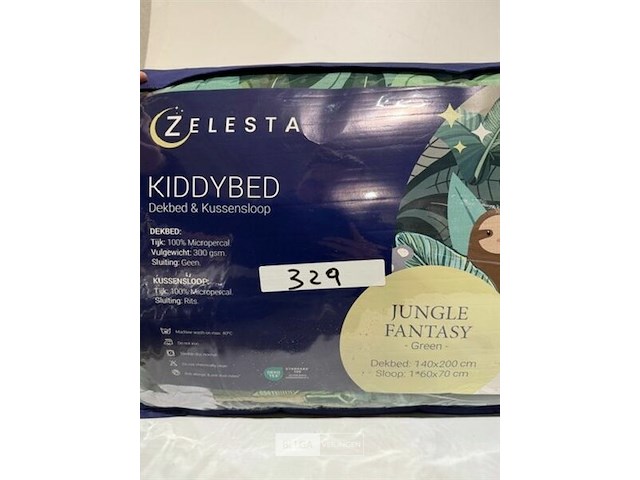 ZELESTA
KIDDYBED
Dekbed & Kussensloop
DEKBED:
Tijk: 100% Micropercal
Vulgewicht: 300 gsm.
Sluiting: Geen.
KUSSENSLOOP:
Tijk: 100% Micropercal.
Sluiting: Rits.
329
JUNGLE
FANTASY
- Green -
Dekbed: 140x200 cm
Sloop: 1*60x70 cm